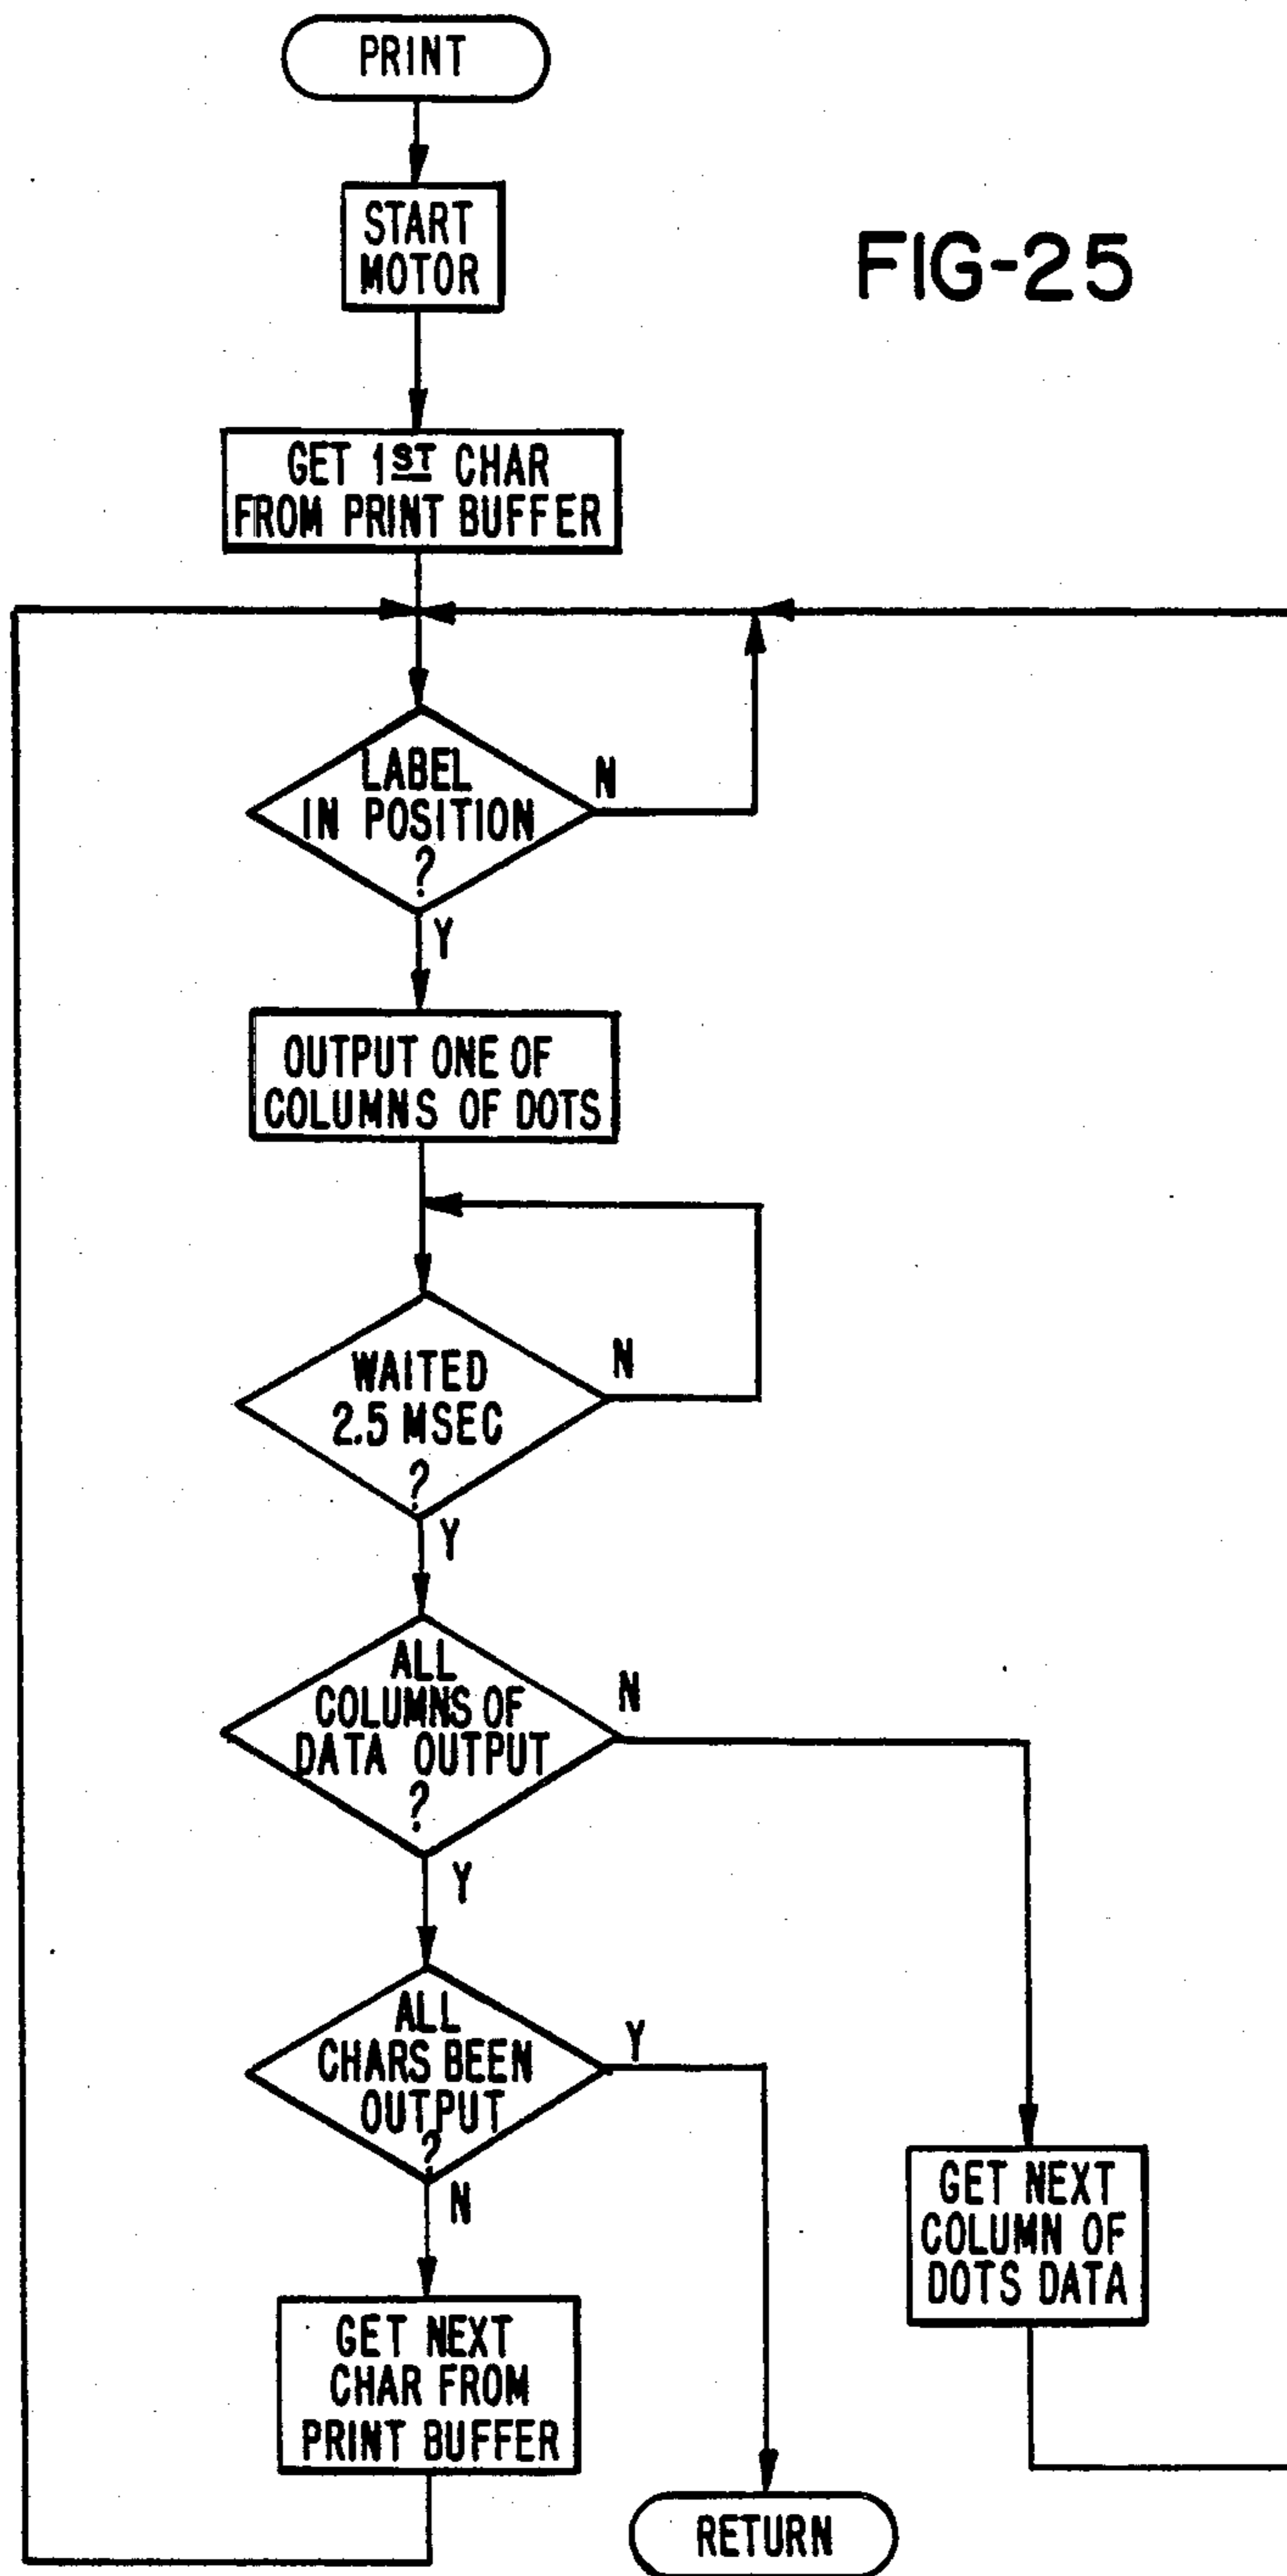 PRINT
START
MOTOR
FIG-25
GET 1ST CHAR
FROM PRINT BUFFER
LABEL
IN POSITION
?
N
Y
OUTPUT ONE OF
COLUMNS OF DOTS
WAITED
2.5 MSEC
?
N
Y
ALL
COLUMNS OF
DATA OUTPUT
?
N
Y
ALL
CHARS BEEN
OUTPUT
?
Y
N
GET NEXT
COLUMN OF
DOTS DATA
GET NEXT
CHAR FROM
PRINT BUFFER
RETURN